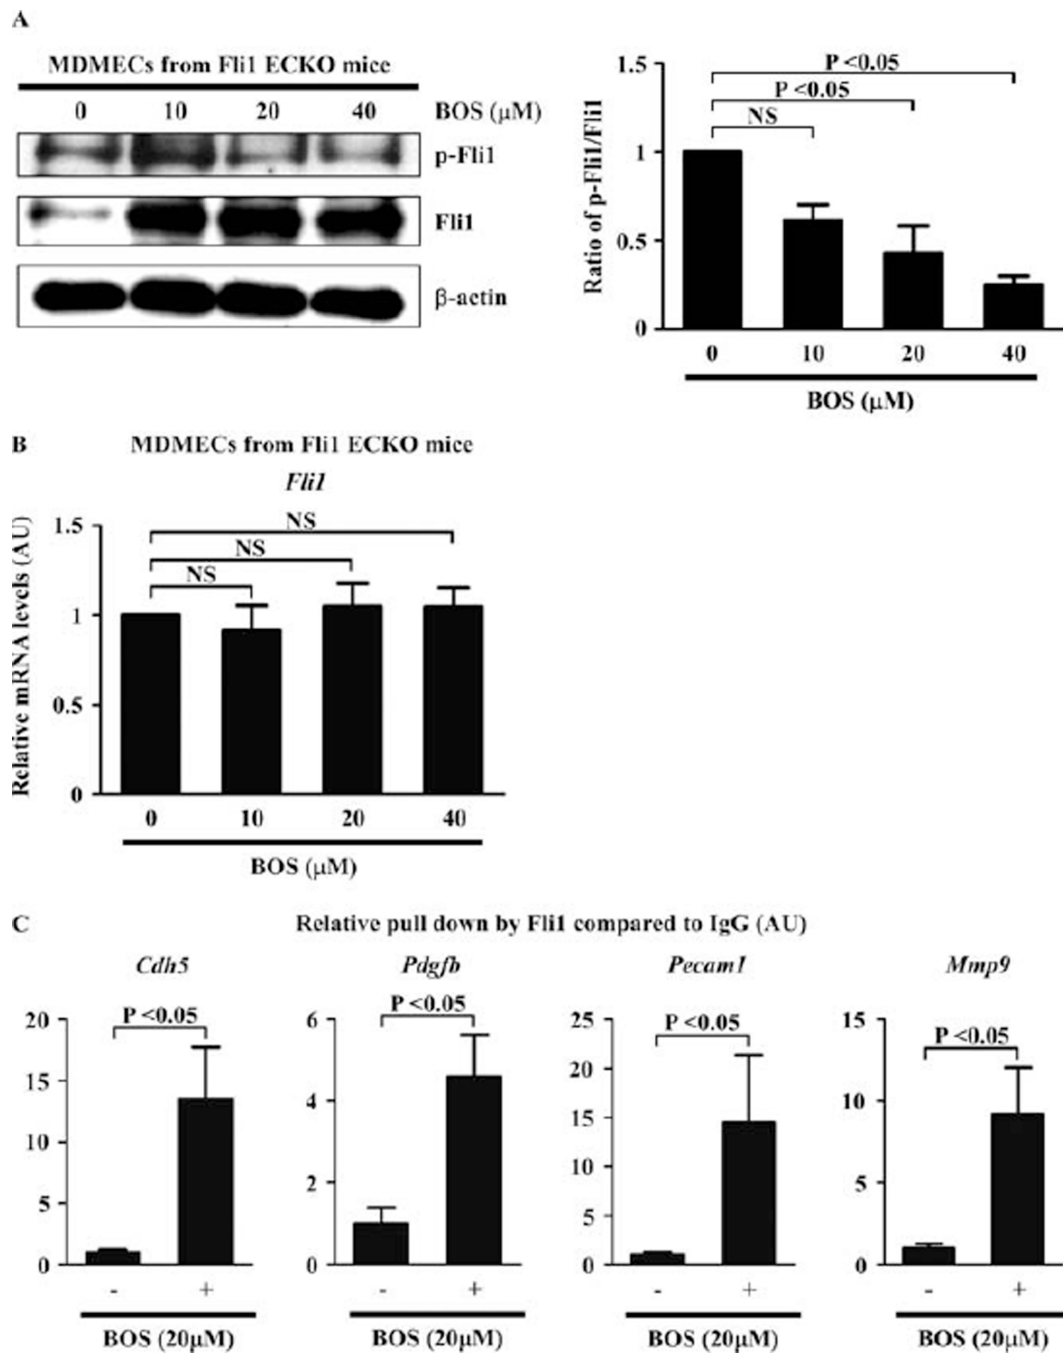 A
MDMECs from Fli1 ECKO mice
0 10 20 40 BOS (μM)
p-Fli1
Fli1
β-actin
1.5
1
0.5
0
Ratio of p-Fli1/Fli1
P <0.05
P <0.05
NS
0 10 20 40
BOS (μM)
B MDMECs from Fli1 ECKO mice
Fli1
Relative mRNA levels (AU)
1.5
1
0.5
0
NS
NS
NS
0 10 20 40
BOS (μM)
C Relative pull down by Fli1 compared to IgG (AU)
Cdh5
20
15
10
5
0
P <0.05
- +
BOS (20μM)
Pdgfb
6
4
2
0
P <0.05
- +
BOS (20μM)
Pecam1
25
20
15
10
5
0
P <0.05
- +
BOS (20μM)
Mmp9
15
10
5
0
P <0.05
- +
BOS (20μM)